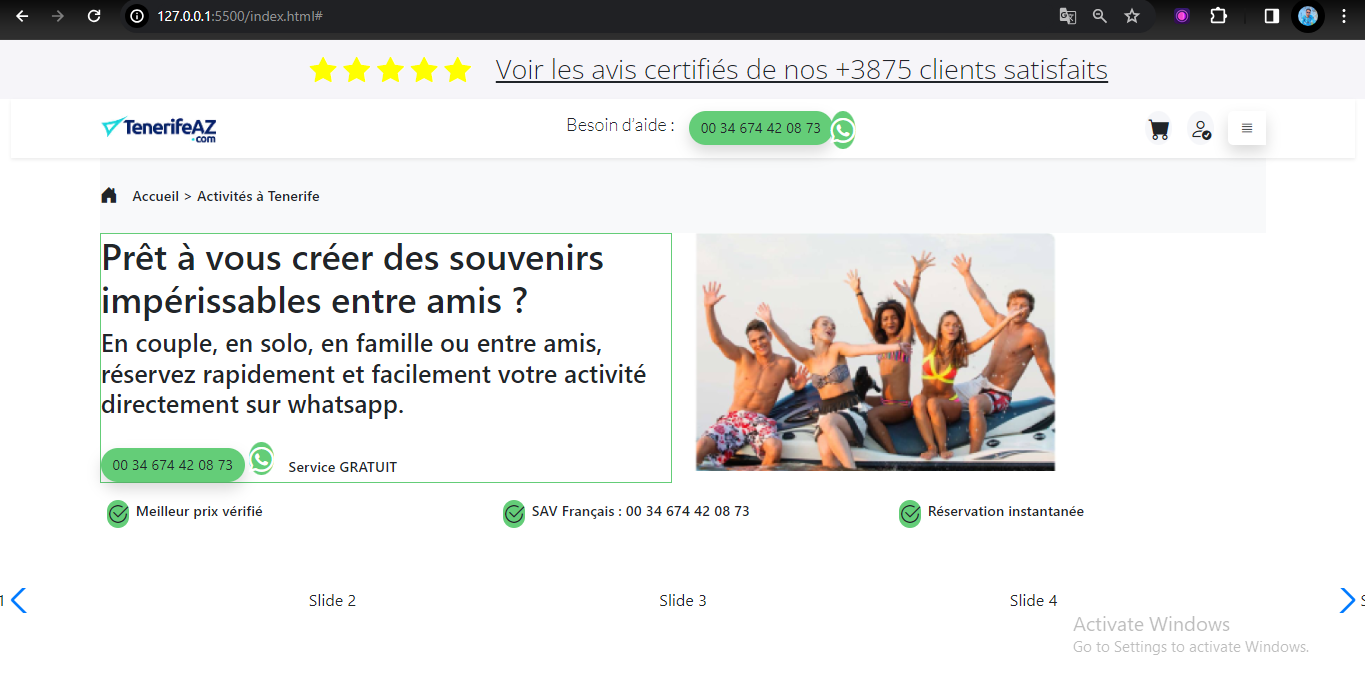 127.0.0.1:5500/index.html#
Voir les avis certifiés de nos +3875 clients satisfaits
TenerifeAZ
.com
Besoin d'aide :
00 34 674 42 08 73
Accueil > Activités à Tenerife
Prêt à vous créer des souvenirs
impérissables entre amis ?
En couple, en solo, en famille ou entre amis,
réservez rapidement et facilement votre activité
directement sur whatsapp.
00 34 674 42 08 73
Service GRATUIT
Meilleur prix vérifié
SAV Français : 00 34 674 42 08 73
Réservation instantanée
1
Slide 2
Slide 3
Slide 4
S
Activate Windows
Go to Settings to activate Windows.